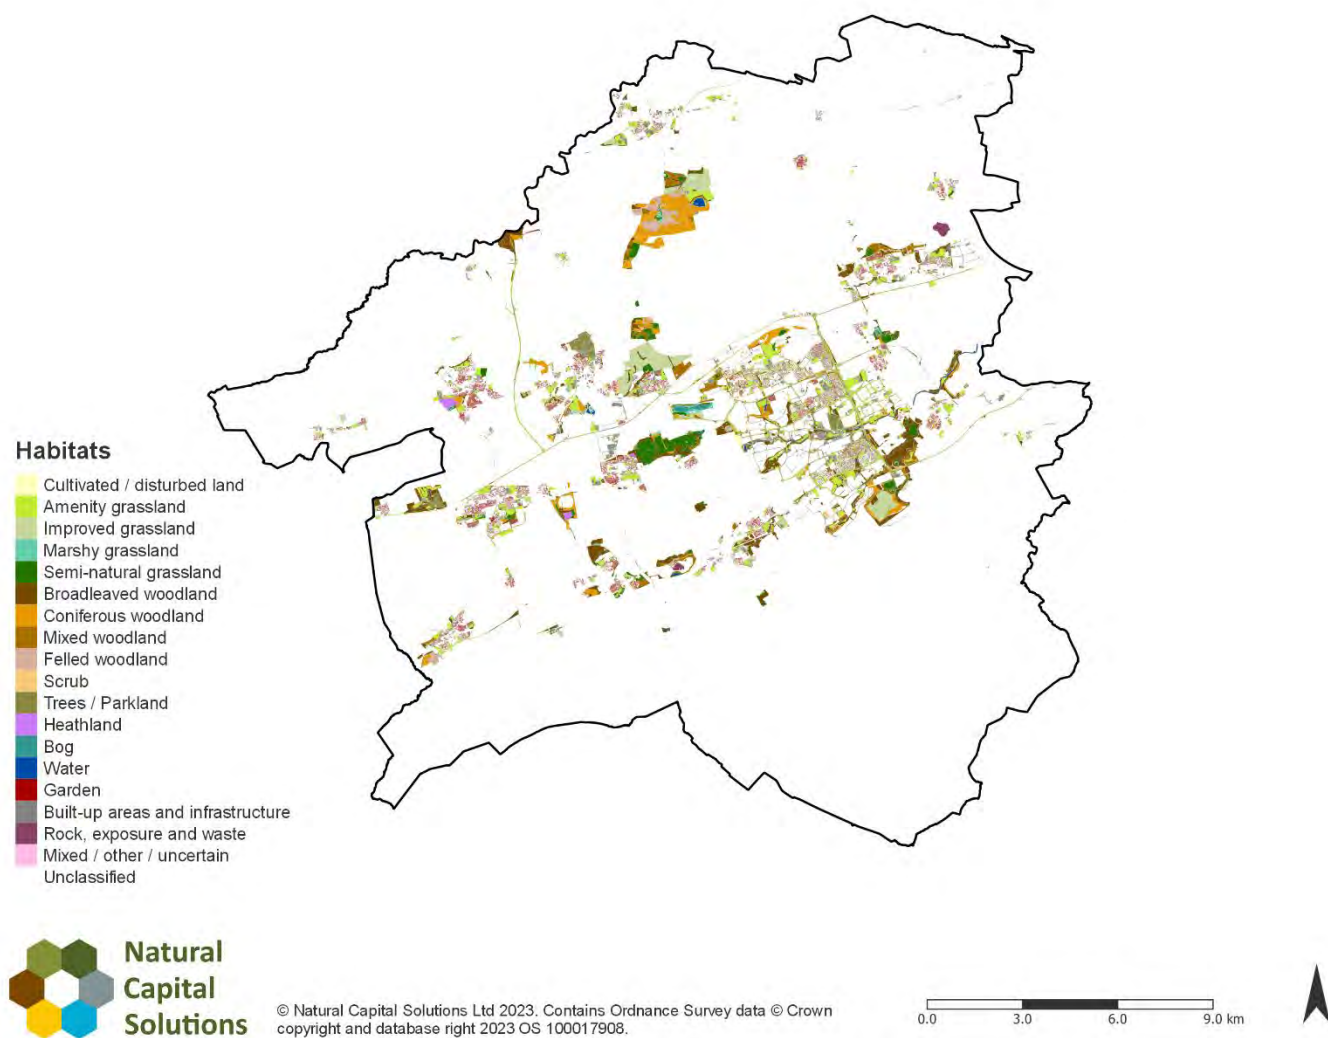 Habitats
Cultivated / disturbed land
Amenity grassland
Improved grassland
Marshy grassland
Semi-natural grassland
Broadleaved woodland
Coniferous woodland
Mixed woodland
Felled woodland
Scrub
Trees / Parkland
Heathland
Bog
Water
Garden
Built-up areas and infrastructure
Rock, exposure and waste
Mixed / other / uncertain
Unclassified
Natural
Capital
Solutions
© Natural Capital Solutions Ltd 2023. Contains Ordnance Survey data © Crown
copyright and database right 2023 OS 100017908.
0.0 3.0 6.0 9.0 km